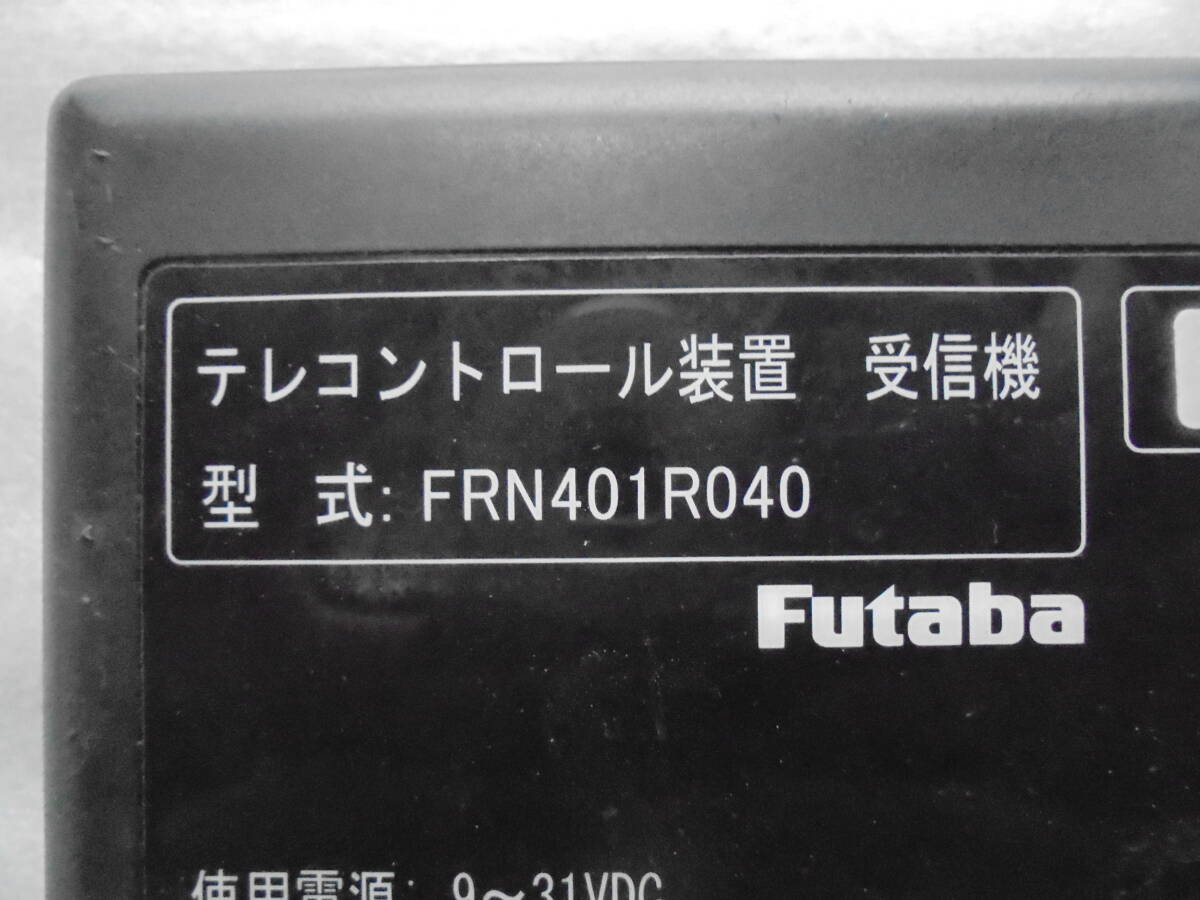 テレコントロール装置　受信機
型　式: FRN401R040
Futaba
使用電源: 9～31VDC